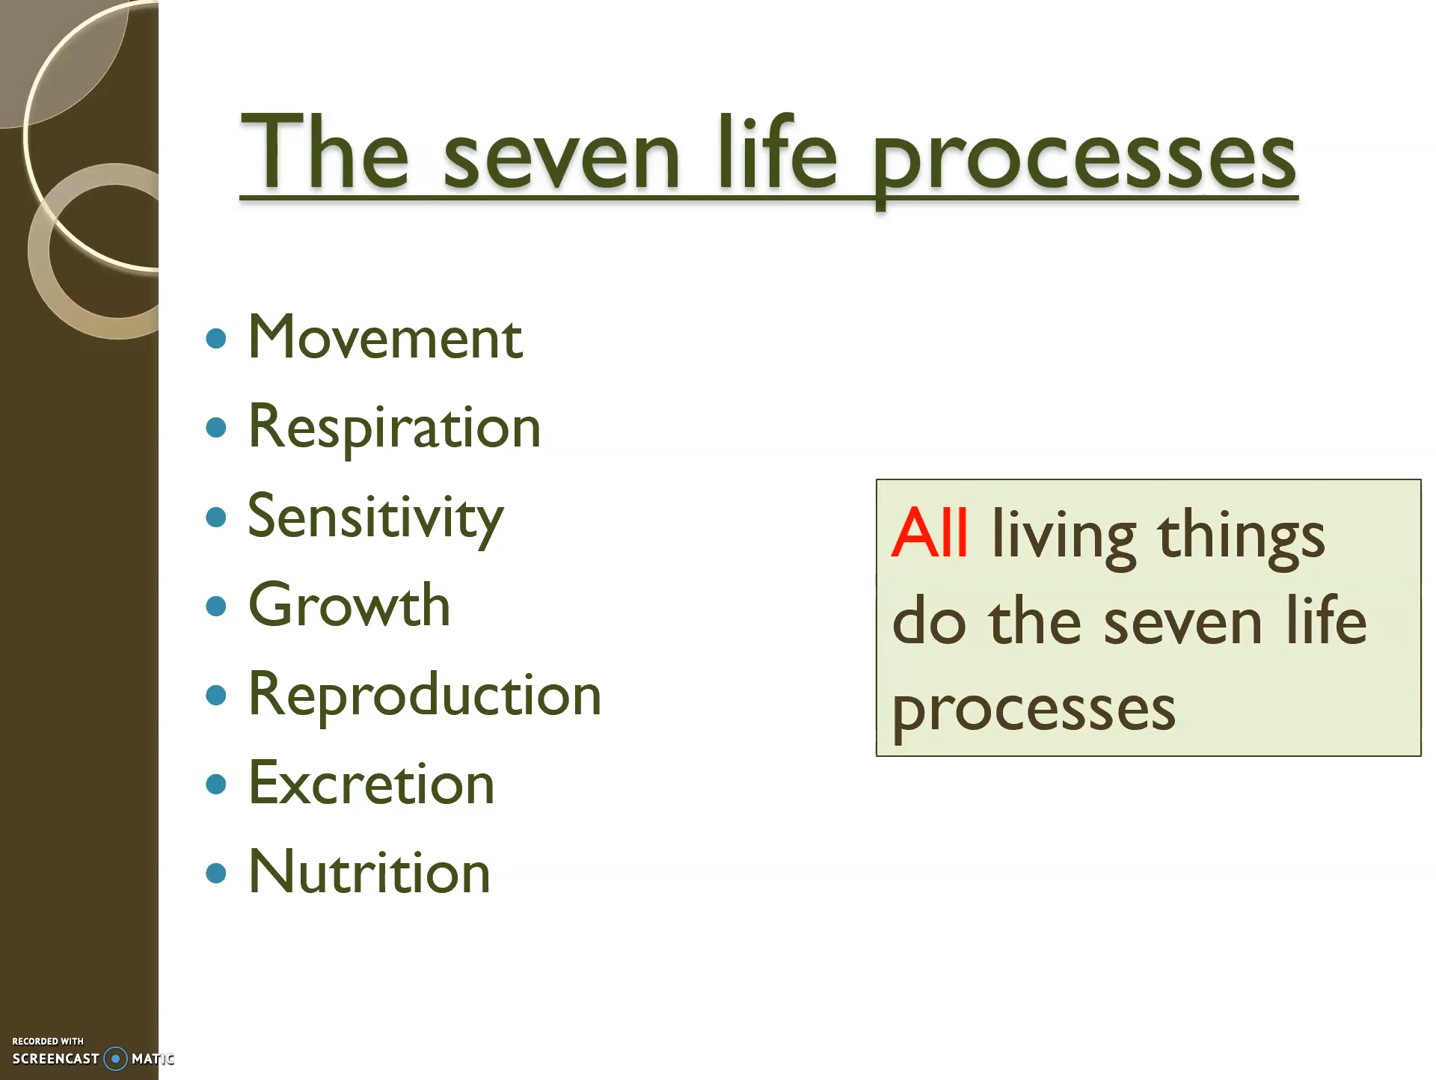 The seven life processes
Movement
Respiration
Sensitivity
Growth
Reproduction
Excretion
Nutrition
All living things
do the seven life
processes
RECORDED WITH
SCREENCAST MATIC